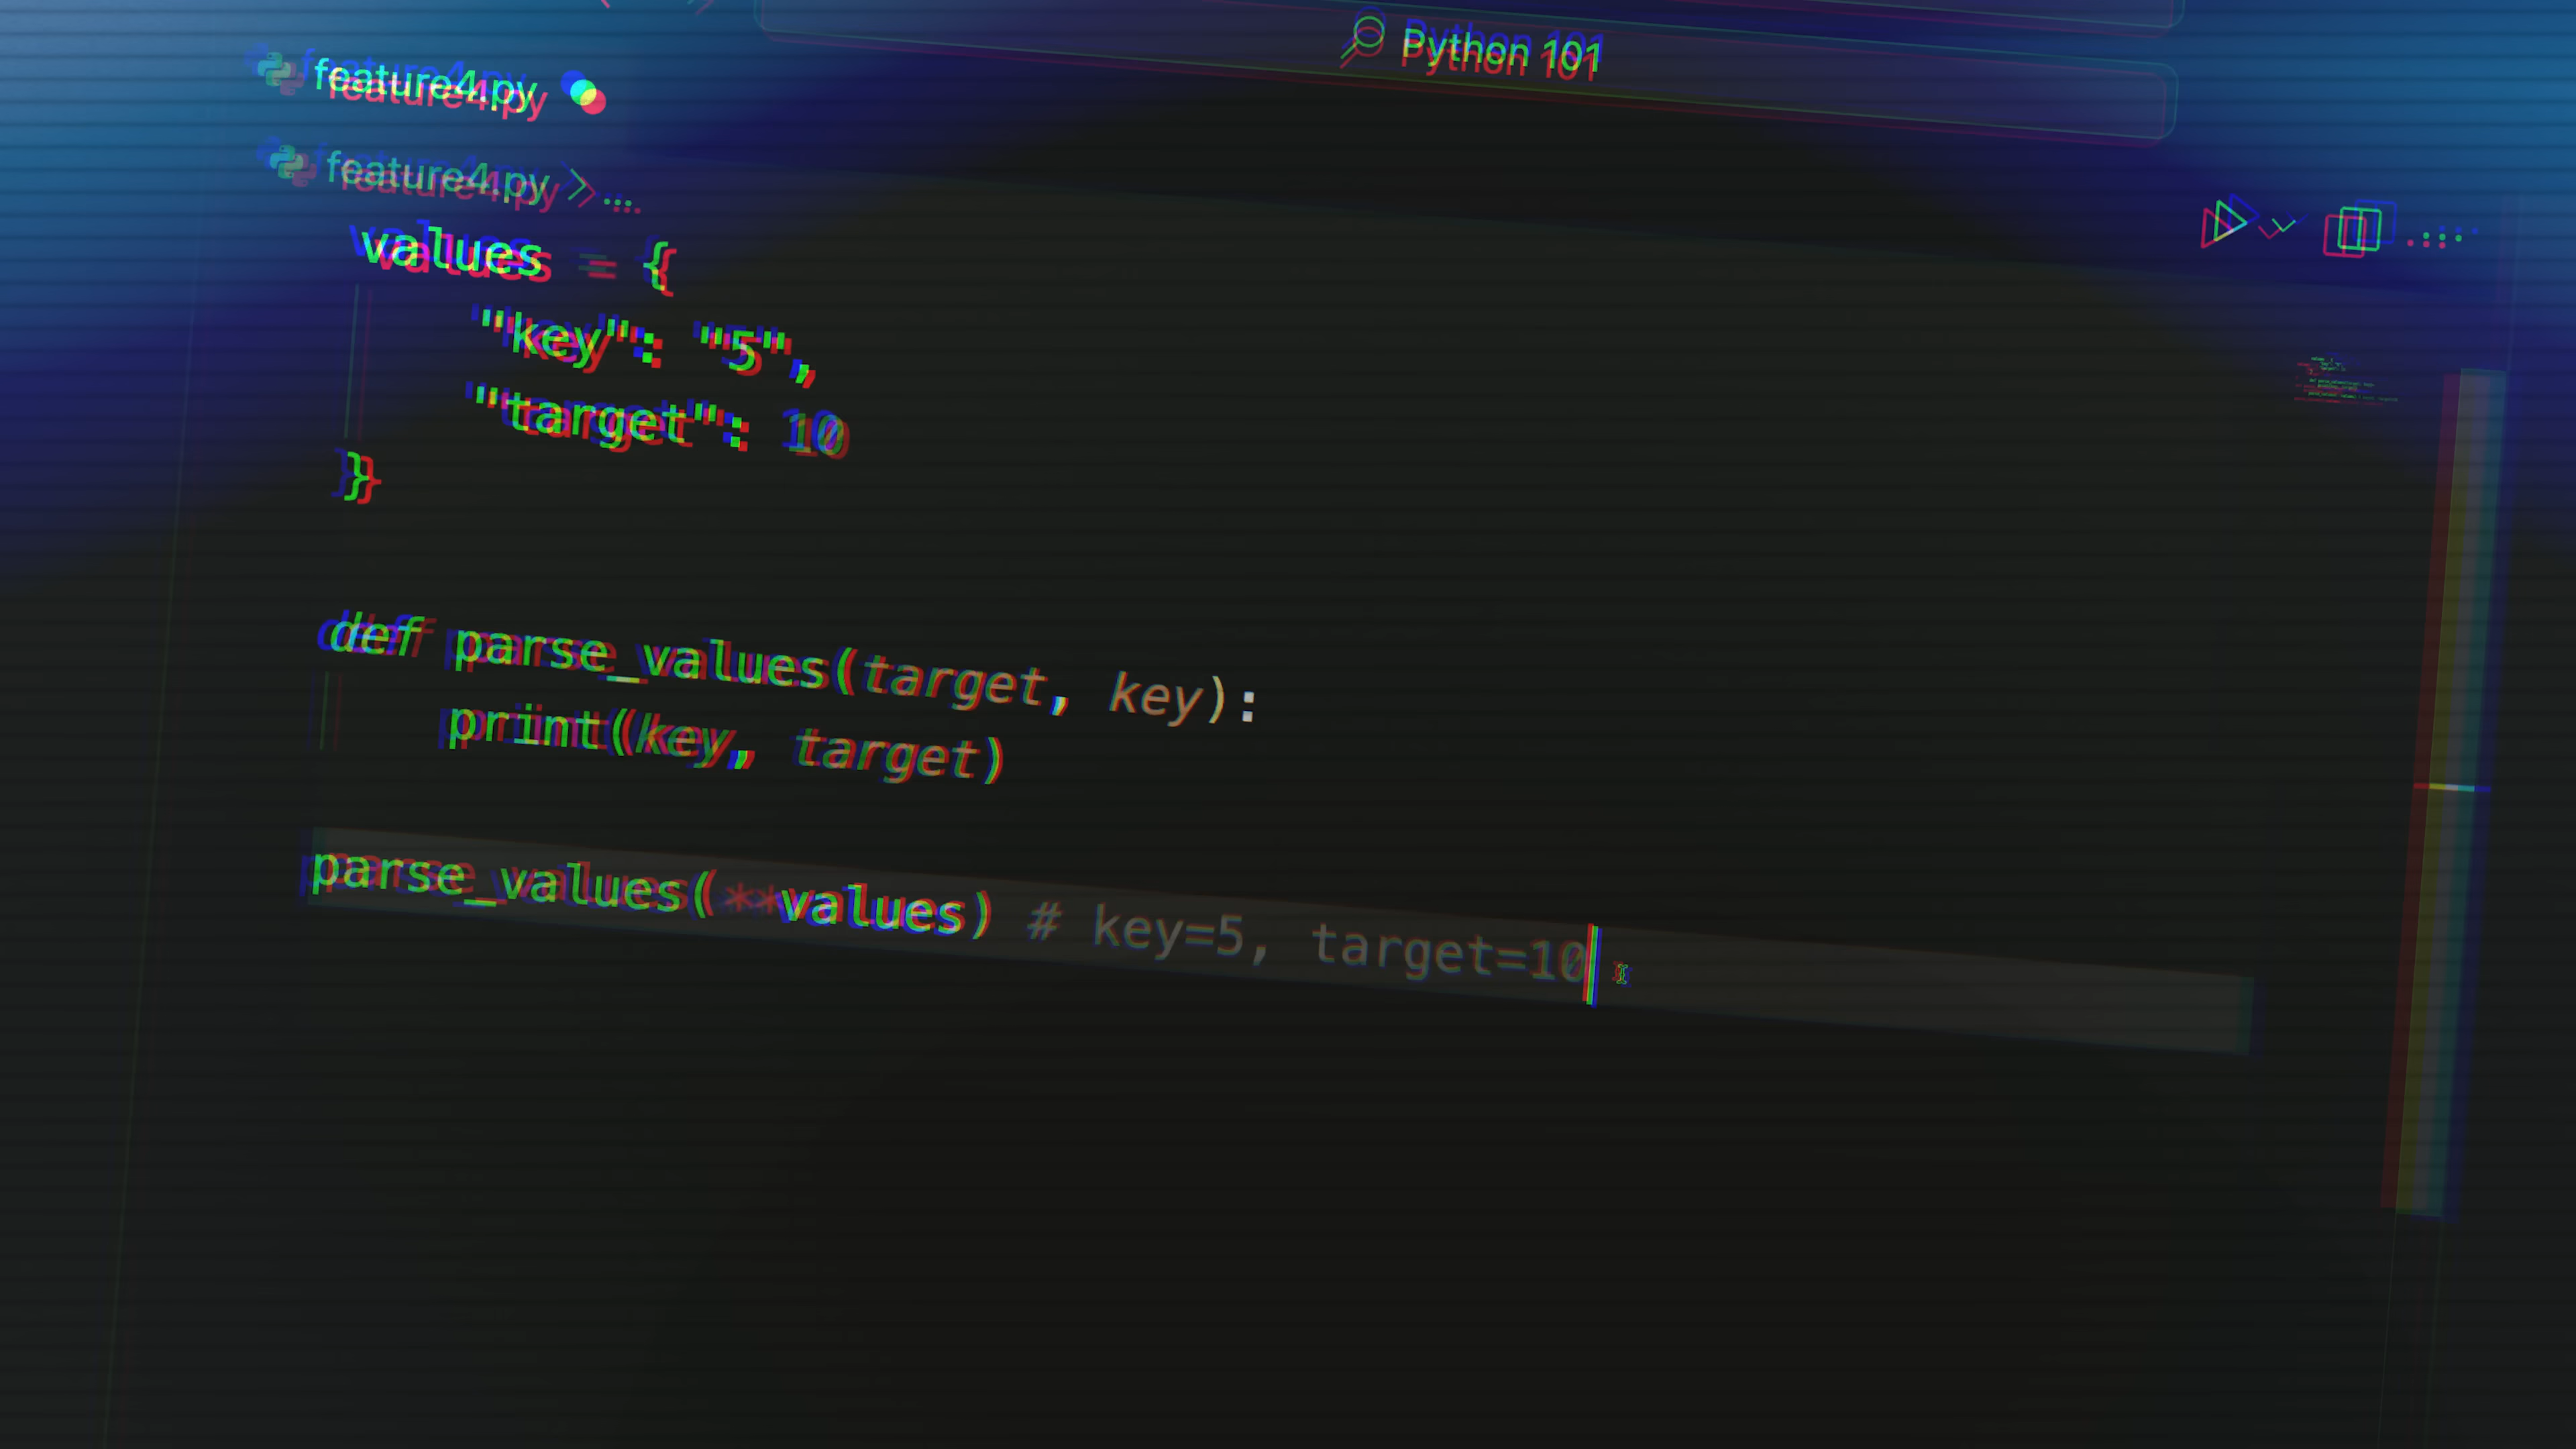 Python 101
feature4.py
feature4.py > ...
values = {
    "key": "5",
    "target": 10
}
def parse_values(target, key):
    print(key, target)
parse_values(**values) # key=5, target=10